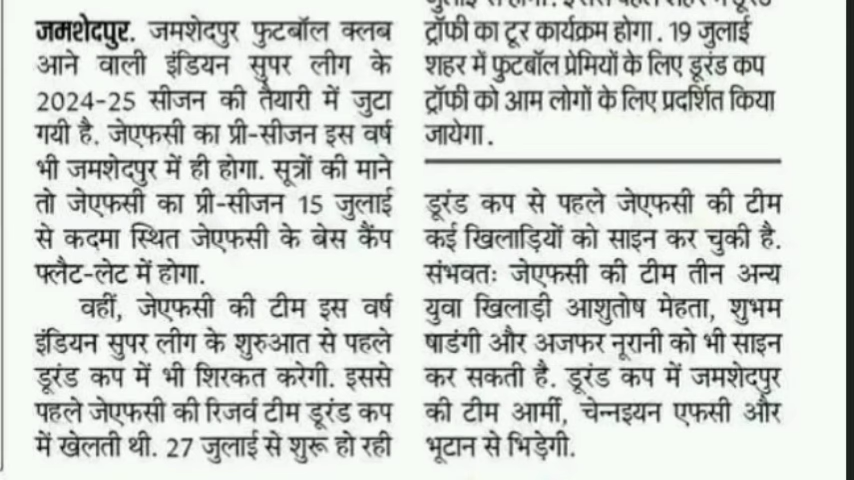 जमशेदपुर. जमशेदपुर फुटबॉल क्लब
आने वाली इंडियन सुपर लीग के
2024-25 सीजन की तैयारी में जुटा
गयी है. जेएफसी का प्री-सीजन इस वर्ष
भी जमशेदपुर में ही होगा. सूत्रों की माने
तो जेएफसी का प्री-सीजन 15 जुलाई
से कदमा स्थित जेएफसी के बेस कैंप
फ्लैट-लेट में होगा.
वहीं, जेएफसी की टीम इस वर्ष
इंडियन सुपर लीग के शुरुआत से पहले
डूरंड कप में भी शिरकत करेगी. इससे
पहले जेएफसी की रिजर्व टीम डूरंड कप
में खेलती थी. 27 जुलाई से शुरू हो रही
ट्रॉफी का टूर कार्यक्रम होगा. 19 जुलाई
शहर में फुटबॉल प्रेमियों के लिए डूरंड कप
ट्रॉफी को आम लोगों के लिए प्रदर्शित किया
जायेगा.
डूरंड कप से पहले जेएफसी की टीम
कई खिलाड़ियों को साइन कर चुकी है.
संभवतः जेएफसी की टीम तीन अन्य
युवा खिलाड़ी आशुतोष मेहता, शुभम
षाडंगी और अजफर नूरानी को भी साइन
कर सकती है. डूरंड कप में जमशेदपुर
की टीम आर्मी, चेन्नइयन एफसी और
भूटान से भिड़ेगी.